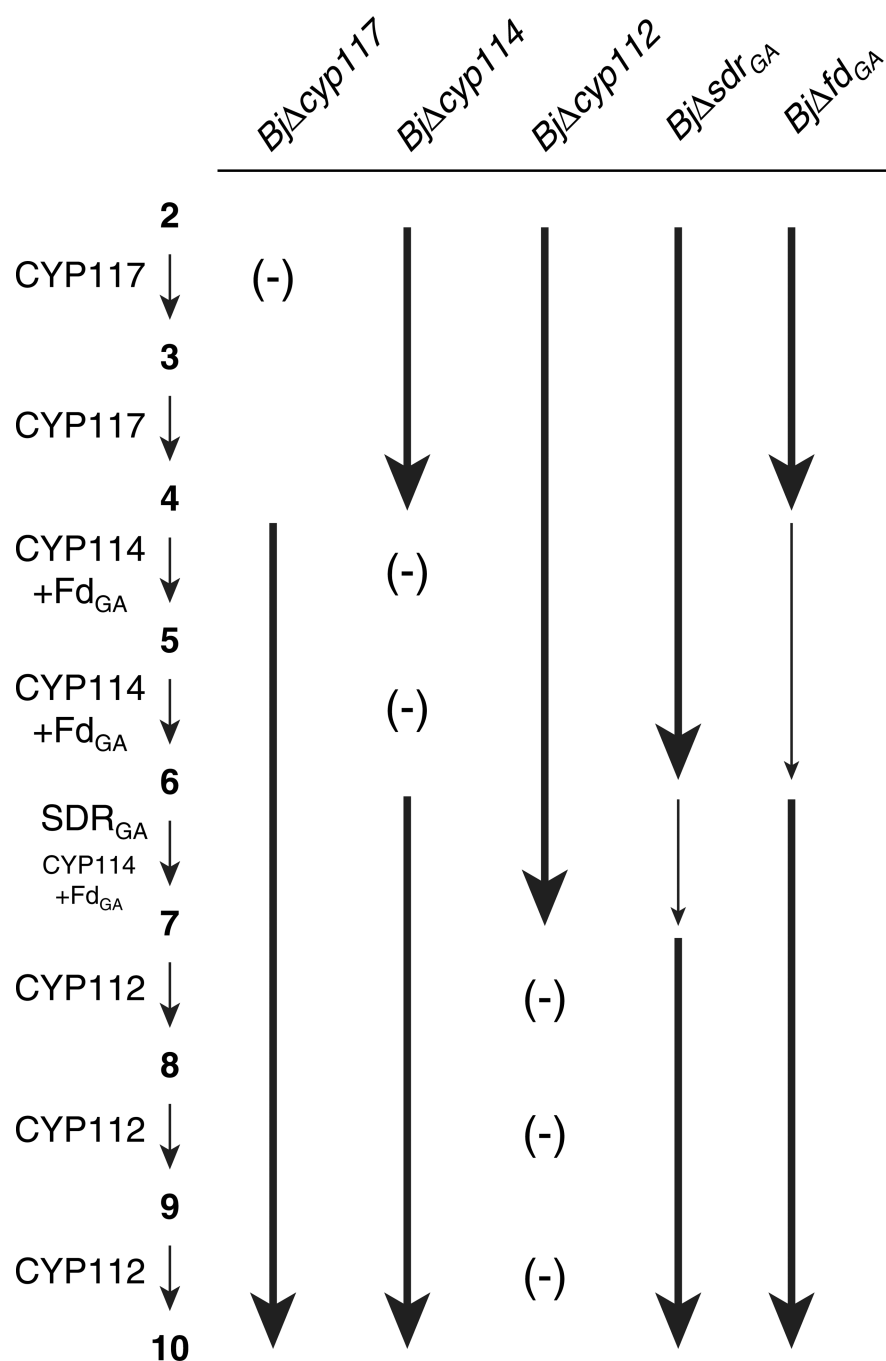 BjΔcyp117 BjΔcyp114 BjΔcyp112 BjΔsdrGA BjΔfdGA
2
CYP117 (-)
3
CYP117
4
CYP114
+FdGA (-)
5
CYP114
+FdGA (-)
6
SDRGA
CYP114
+FdGA
7
CYP112 (-)
8
CYP112 (-)
9
CYP112 (-)
10